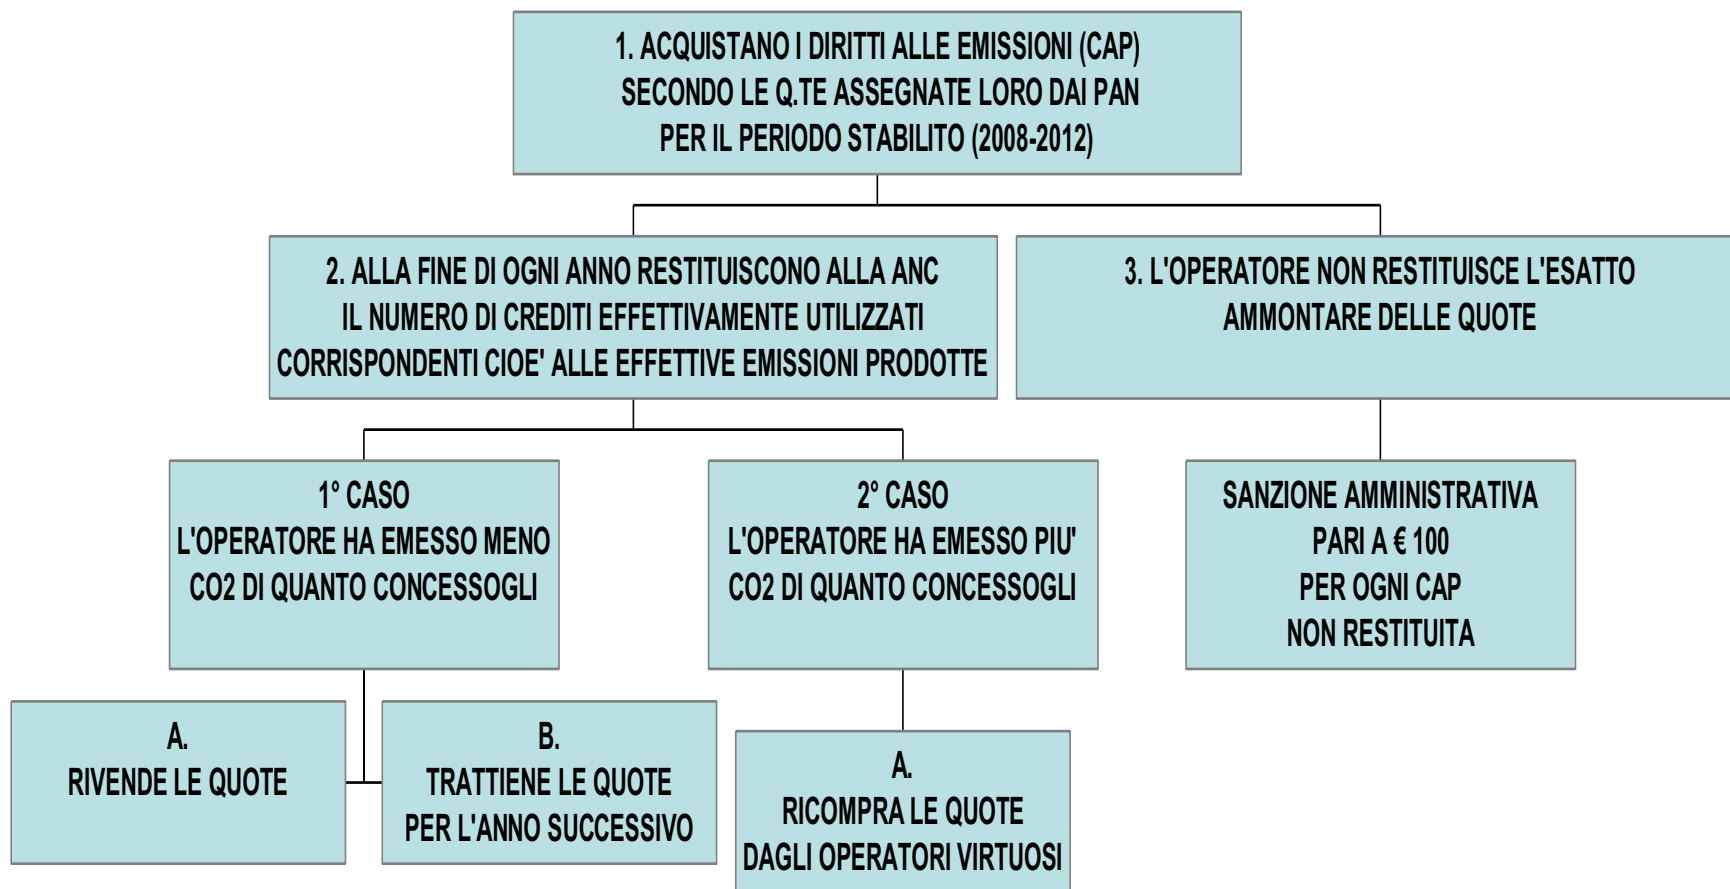 1. ACQUISTANO I DIRITTI ALLE EMISSIONI (CAP)
SECONDO LE Q.TE ASSEGNATE LORO DAI PAN
PER IL PERIODO STABILITO (2008-2012)
2. ALLA FINE DI OGNI ANNO RESTITUISCONO ALLA ANC
IL NUMERO DI CREDITI EFFETTIVAMENTE UTILIZZATI
CORRISPONDENTI CIOE' ALLE EFFETTIVE EMISSIONI PRODOTTE
3. L'OPERATORE NON RESTITUISCE L'ESATTO
AMMONTARE DELLE QUOTE
1° CASO
L'OPERATORE HA EMESSO MENO
CO2 DI QUANTO CONCESSOGLI
2° CASO
L'OPERATORE HA EMESSO PIU'
CO2 DI QUANTO CONCESSOGLI
SANZIONE AMMINISTRATIVA
PARI A € 100
PER OGNI CAP
NON RESTITUITA
A.
RIVENDE LE QUOTE
B.
TRATTIENE LE QUOTE
PER L'ANNO SUCCESSIVO
A.
RICOMPRA LE QUOTE
DAGLI OPERATORI VIRTUOSI